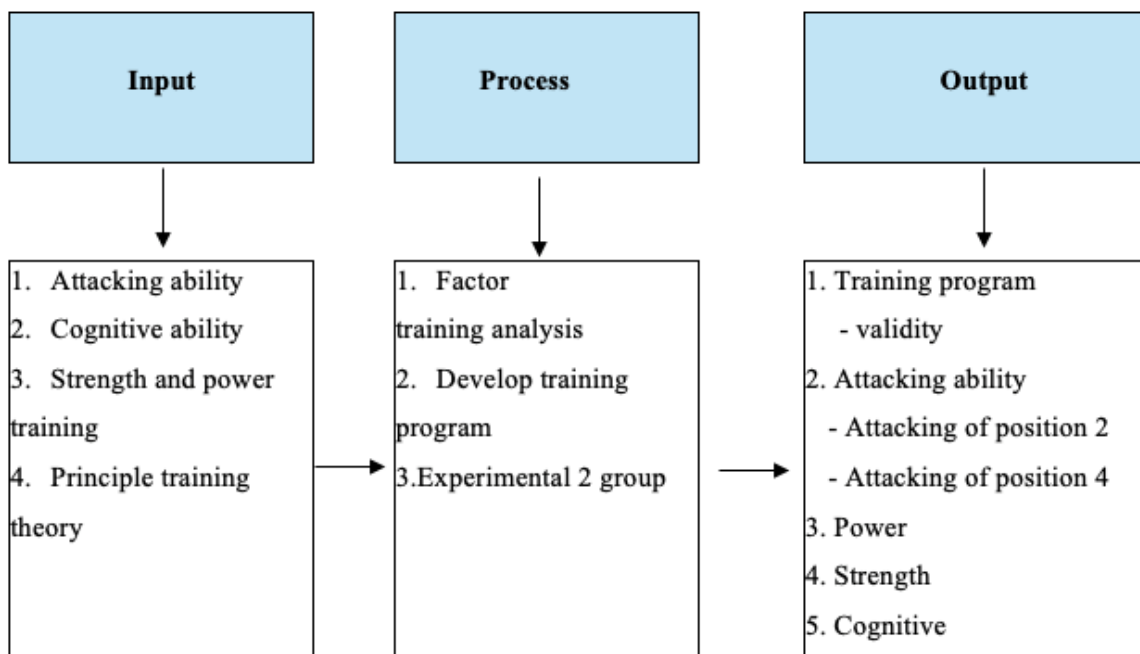 Input
1. Attacking ability
2. Cognitive ability
3. Strength and power
training
4. Principle training
theory
Process
1. Factor
training analysis
2. Develop training
program
3.Experimental 2 group
Output
1. Training program
- validity
2. Attacking ability
- Attacking of position 2
- Attacking of position 4
3. Power
4. Strength
5. Cognitive